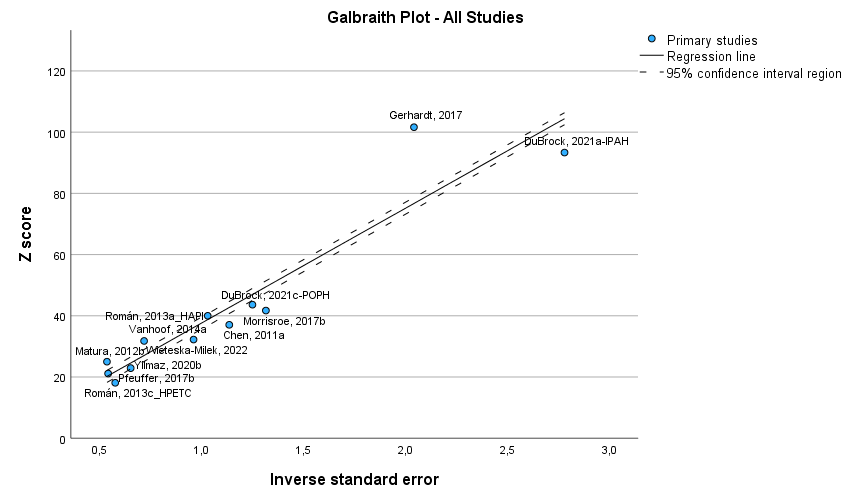 Galbraith Plot - All Studies
Primary studies
Regression line
95% confidence interval region
Z score
120
100
80
60
40
20
0
Gerhardt, 2017
DuBrock, 2021a-IPAH
DuBrock, 2021c-POPH
Román, 2013a_HAPI
Morrisroe, 2017b
Vanhoof, 2014a
Chen, 2011a
Matura, 2012b
Wieteska-Milek, 2022
Yilmaz, 2020b
Pfeuffer, 2017b
Román, 2013c_HPETC
0,5
1,0
1,5
2,0
2,5
3,0
Inverse standard error